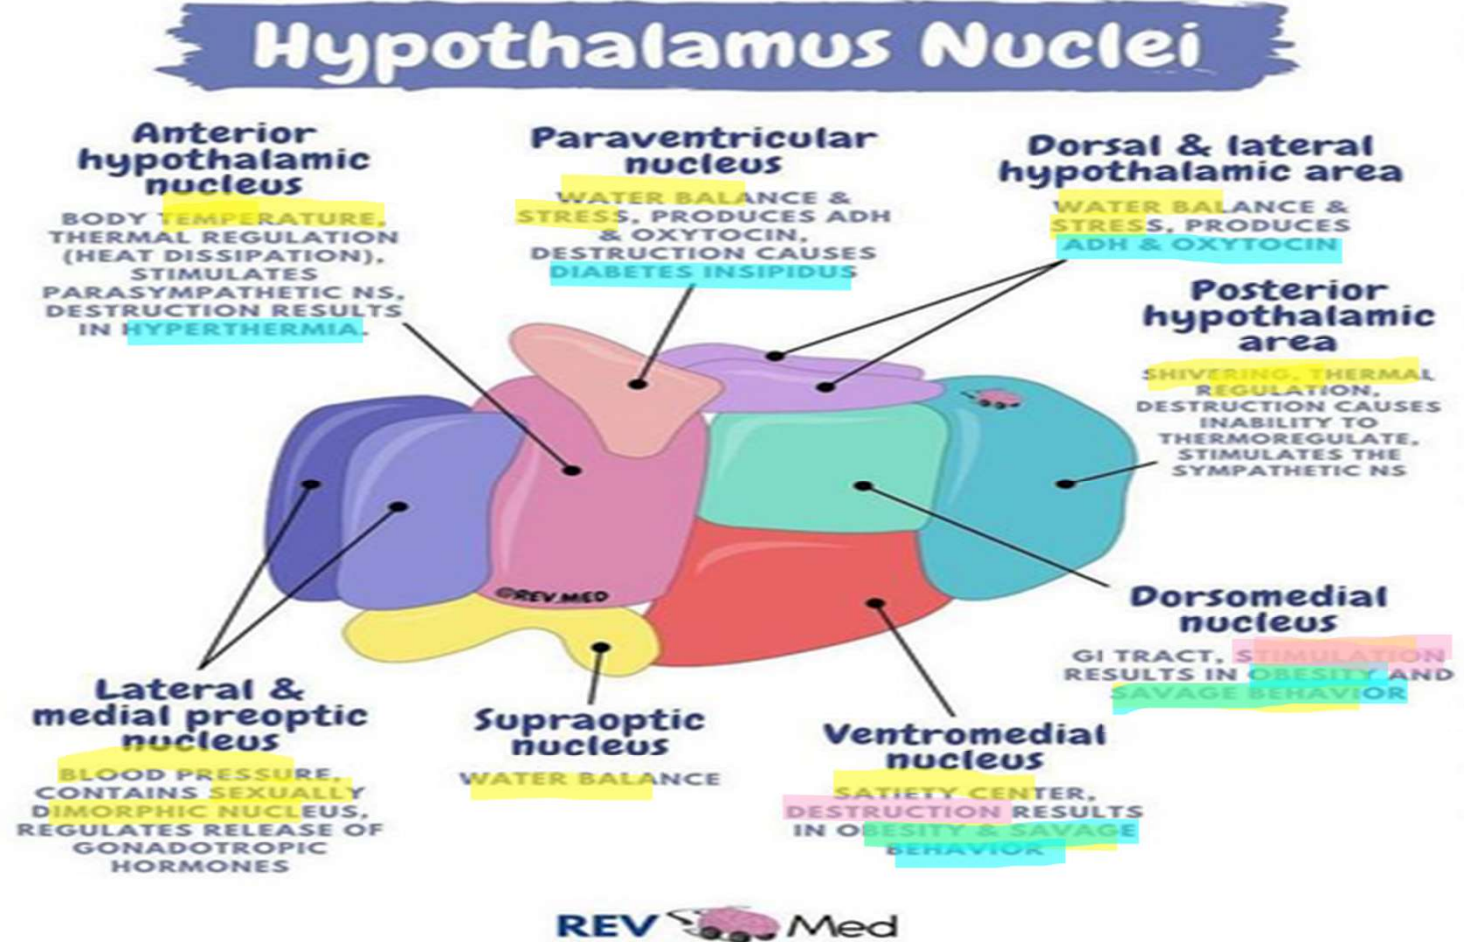 Hypothalamus Nuclei
Anterior
hypothalamic
nucleus
BODY TEMPERATURE,
THERMAL REGULATION
(HEAT DISSIPATION),
STIMULATES
PARASYMPATHETIC NS,
DESTRUCTION RESULTS
IN HYPERTHERMIA.
Paraventricular
nucleus
WATER BALANCE &
STRESS, PRODUCES ADH
& OXYTOCIN,
DESTRUCTION CAUSES
DIABETES INSIPIDUS
Dorsal & lateral
hypothalamic area
WATER BALANCE &
STRESS, PRODUCES
ADH & OXYTOCIN
Posterior
hypothalamic
area
SHIVERING, THERMAL
REGULATION,
DESTRUCTION CAUSES
INABILITY TO
THERMOREGULATE,
STIMULATES THE
SYMPATHETIC NS
@REV.MED
Dorsomedial
nucleus
GI TRACT, STIMULATION
RESULTS IN OBESITY AND
SAVAGE BEHAVIOR
Lateral &
medial preoptic
nucleus
BLOOD PRESSURE,
CONTAINS SEXUALLY
DIMORPHIC NUCLEUS,
REGULATES RELEASE OF
GONADOTROPIC
HORMONES
Supraoptic
nucleus
WATER BALANCE
Ventromedial
nucleus
SATIETY CENTER,
DESTRUCTION RESULTS
IN OBESITY & SAVAGE
BEHAVIOR
REV Med